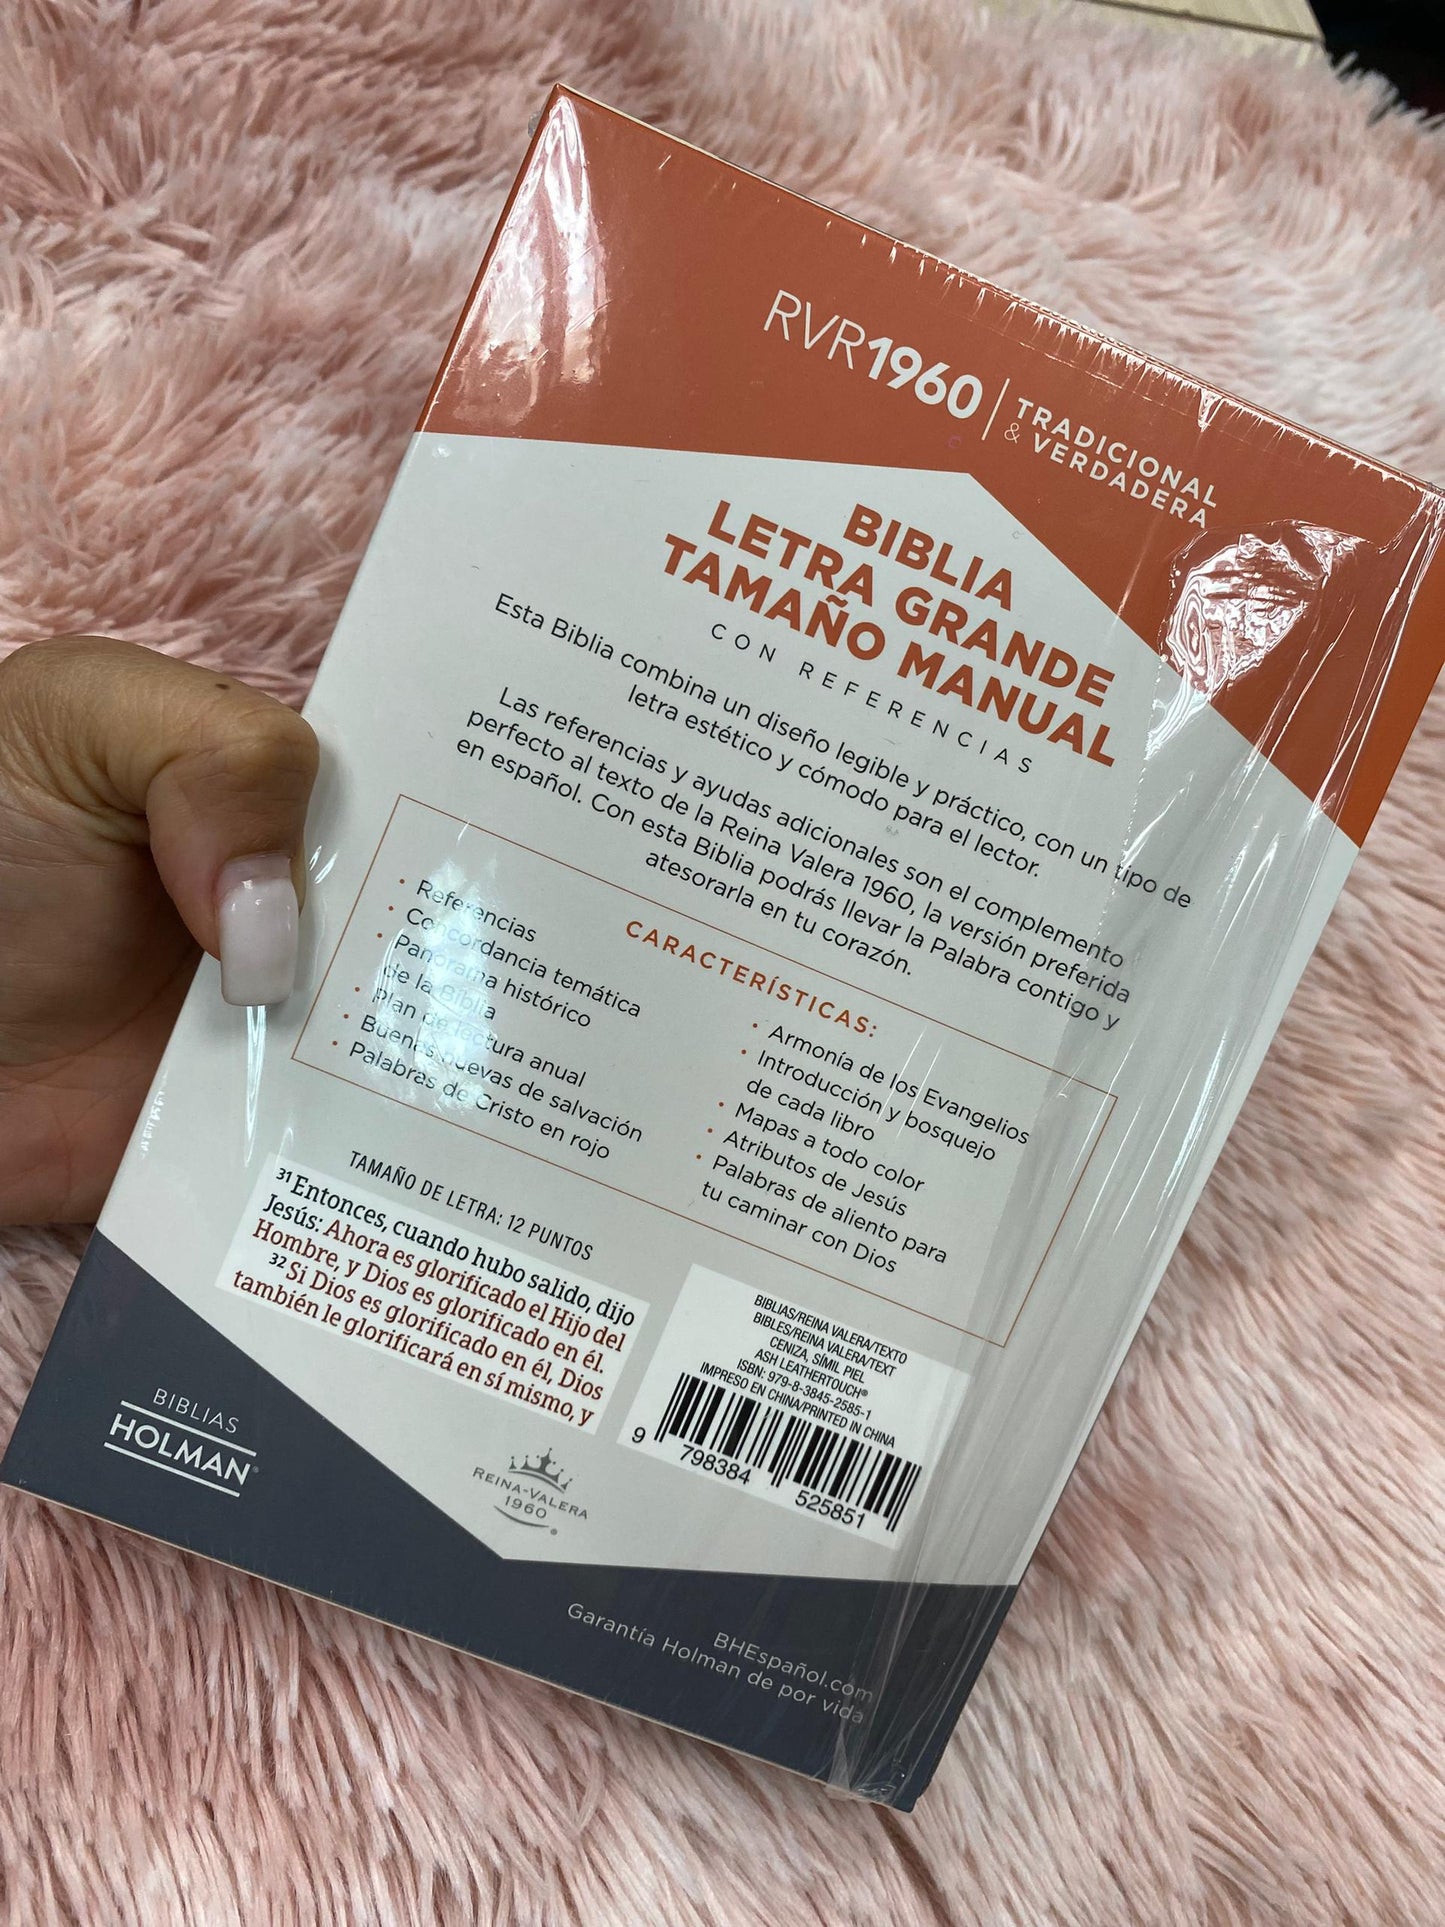 RVR1960 | TRADICIONAL
& VERDADERA
BIBLIA
LETRA GRANDE
TAMAÑO MANUAL
CON REFERENCIAS
Esta Biblia combina un diseño legible y práctico, con un tipo de
letra estético y cómodo para el lector.
Las referencias y ayudas adicionales son el complemento
perfecto al texto de la Reina Valera 1960, la versión preferida
en español. Con esta Biblia podrás llevar la Palabra contigo y
atesorarla en tu corazón.
CARACTERÍSTICAS:
• Referencias
• Concordancia temática
• Panorama histórico
de la Biblia
• Plan de lectura anual
• Buenas nuevas de salvación
• Palabras de Cristo en rojo
• Armonía de los Evangelios
• Introducción y bosquejo
de cada libro
• Mapas a todo color
• Atributos de Jesús
• Palabras de aliento para
tu caminar con Dios
TAMAÑO DE LETRA: 12 PUNTOS
31 Entonces, cuando hubo salido, dijo
Jesús: Ahora es glorificado el Hijo del
Hombre, y Dios es glorificado en él.
32 Si Dios es glorificado en él, Dios
también le glorificará en sí mismo, y
BIBLIAS/REINA VALERA/TEXTO
BIBLES/REINA VALERA/TEXT
CENIZA, SÍMIL PIEL
ASH LEATHERTOUCH®
ISBN: 979-8-3845-2585-1
IMPRESO EN CHINA/PRINTED IN CHINA
9 798384 525851
BIBLIAS
HOLMAN®
REINA-VALERA
1960 ®
BHEspañol.com
Garantía Holman de por vida